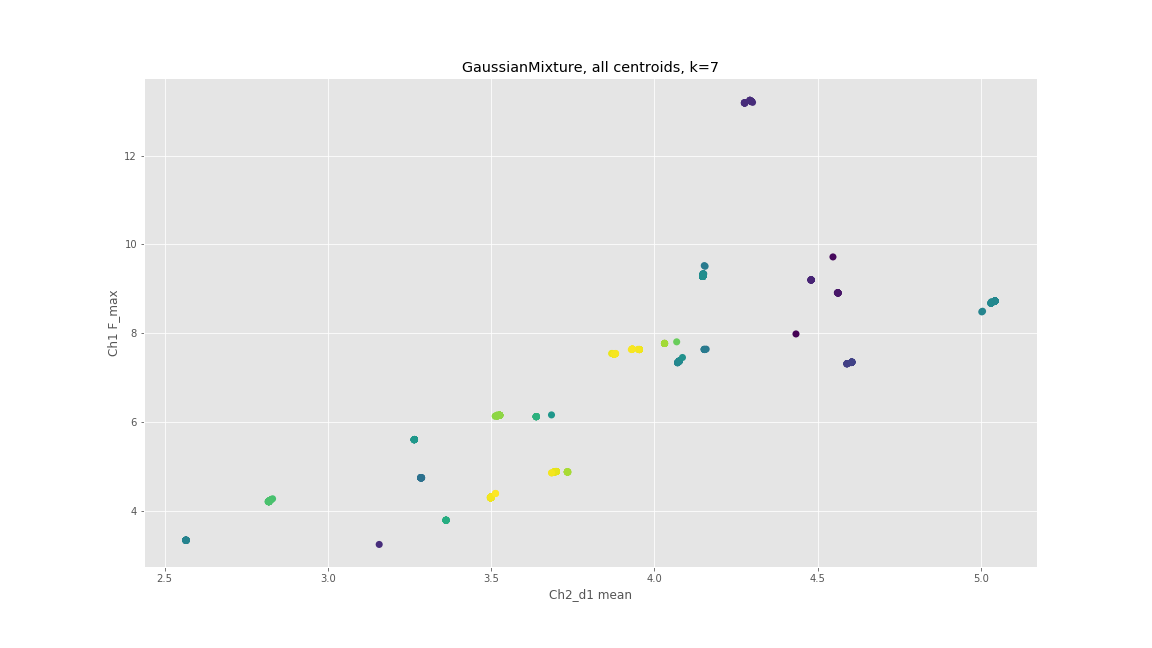 GaussianMixture, all centroids, k=7
12
10
8
6
4
Ch1 F_max
2.5 3.0 3.5 4.0 4.5 5.0
Ch2_d1 mean